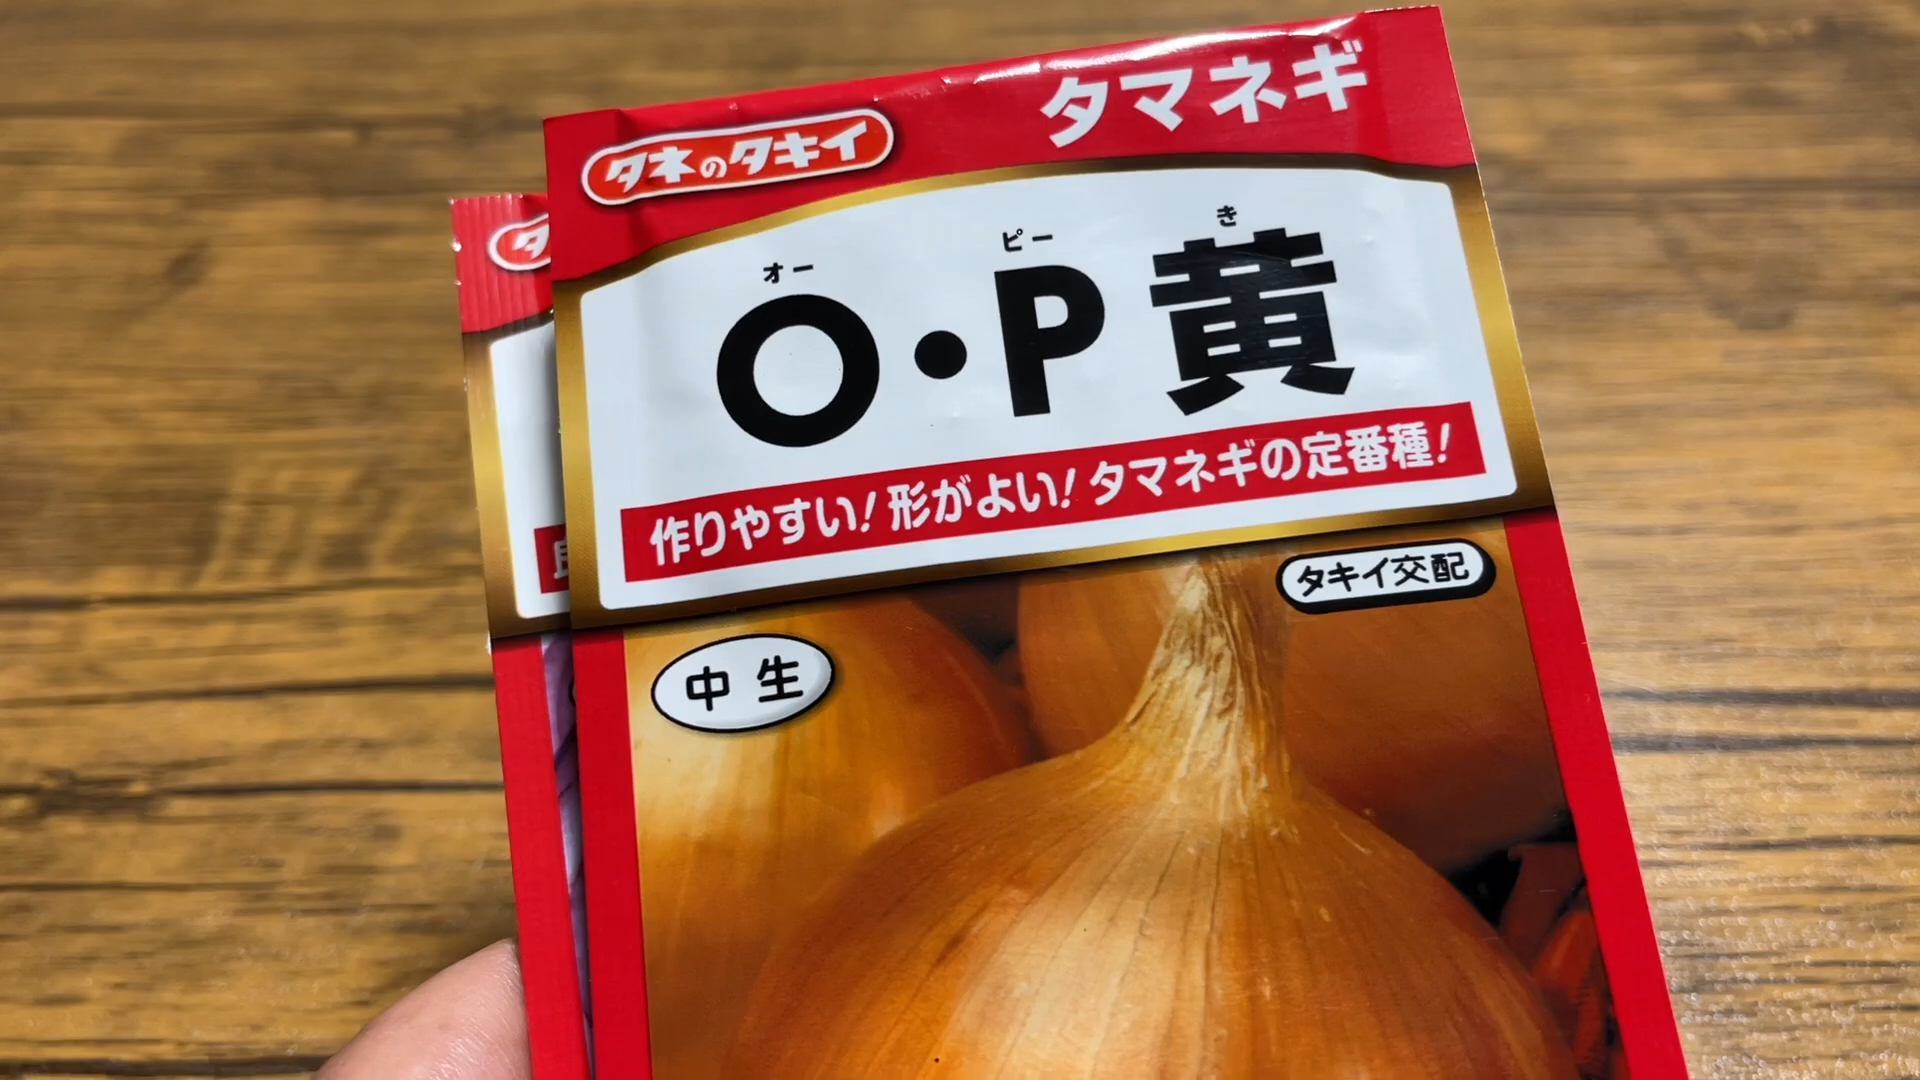 タネのタキイ
タマネギ
オー ピー き
O・P黄
作りやすい!形がよい!タマネギの定番種!
タキイ交配
中生
タ